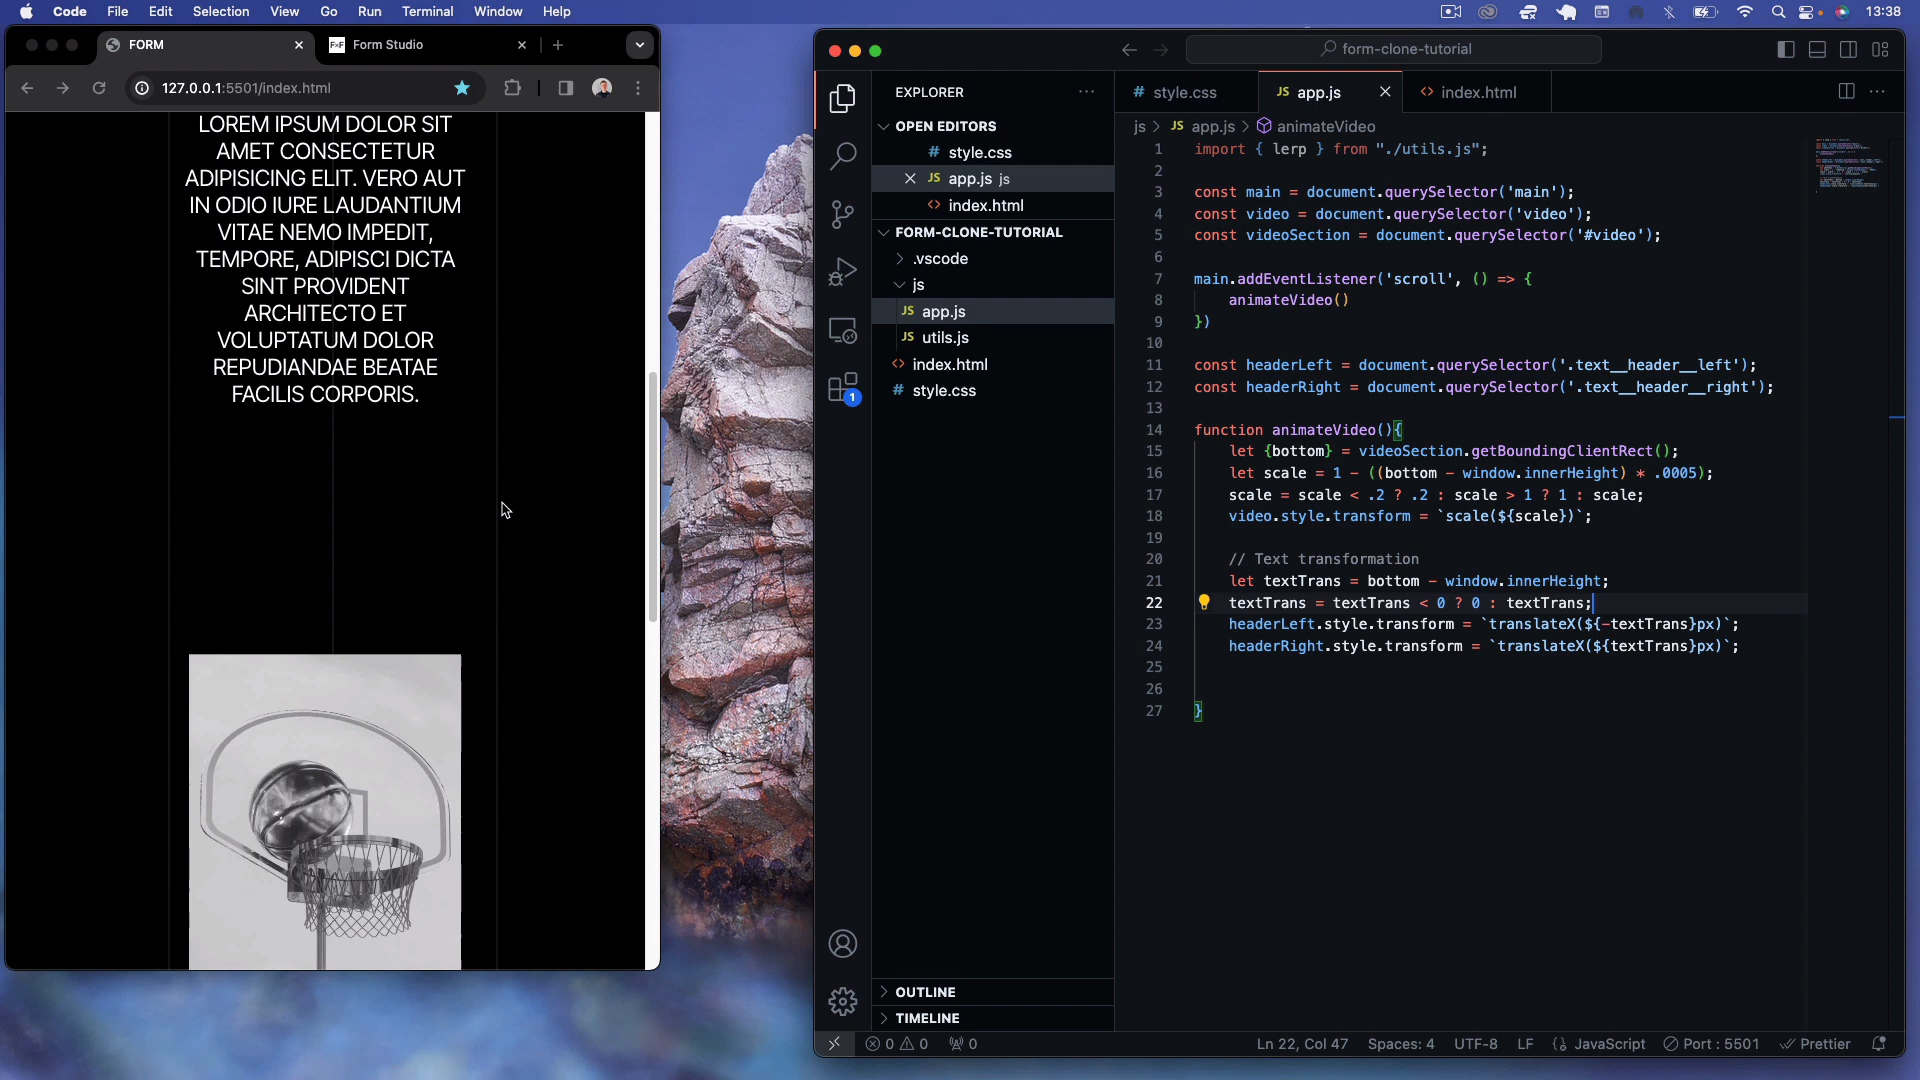 Code File Edit Selection View Go Run Terminal Window Help 13:38
FORM
Form Studio
127.0.0.1:5501/index.html
LOREM IPSUM DOLOR SIT
AMET CONSECTETUR
ADIPISICING ELIT. VERO AUT
IN ODIO IURE LAUDANTIUM
VITAE NEMO IMPEDIT,
TEMPORE, ADIPISCI DICTA
SINT PROVIDENT
ARCHITECTO ET
VOLUPTATUM DOLOR
REPUDIANDAE BEATAE
FACILIS CORPORIS.
form-clone-tutorial
EXPLORER
OPEN EDITORS
# style.css
JS app.js js
<> index.html
FORM-CLONE-TUTORIAL
.vscode
js
JS app.js
JS utils.js
<> index.html
# style.css
1
OUTLINE
TIMELINE
# style.css
JS app.js
<> index.html
js > JS app.js > animateVideo
1 import { lerp } from "./utils.js";
2
3 const main = document.querySelector('main');
4 const video = document.querySelector('video');
5 const videoSection = document.querySelector('#video');
6
7 main.addEventListener('scroll', () => {
8 animateVideo()
9 })
10
11 const headerLeft = document.querySelector('.text__header__left');
12 const headerRight = document.querySelector('.text__header__right');
13
14 function animateVideo(){
15 let {bottom} = videoSection.getBoundingClientRect();
16 let scale = 1 - ((bottom - window.innerHeight) * .0005);
17 scale = scale < .2 ? .2 : scale > 1 ? 1 : scale;
18 video.style.transform = `scale(${scale})`;
19
20 // Text transformation
21 let textTrans = bottom - window.innerHeight;
22 textTrans = textTrans < 0 ? 0 : textTrans;
23 headerLeft.style.transform = `translateX(${-textTrans}px)`;
24 headerRight.style.transform = `translateX(${textTrans}px)`;
25
26
27 }
0 0 0 Ln 22, Col 47 Spaces: 4 UTF-8 LF JavaScript Port : 5501 Prettier